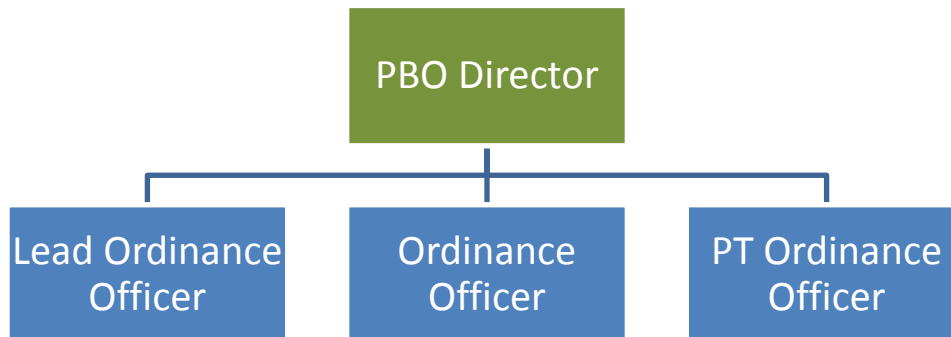 PBO Director
Lead Ordinance
Officer
Ordinance
Officer
PT Ordinance
Officer